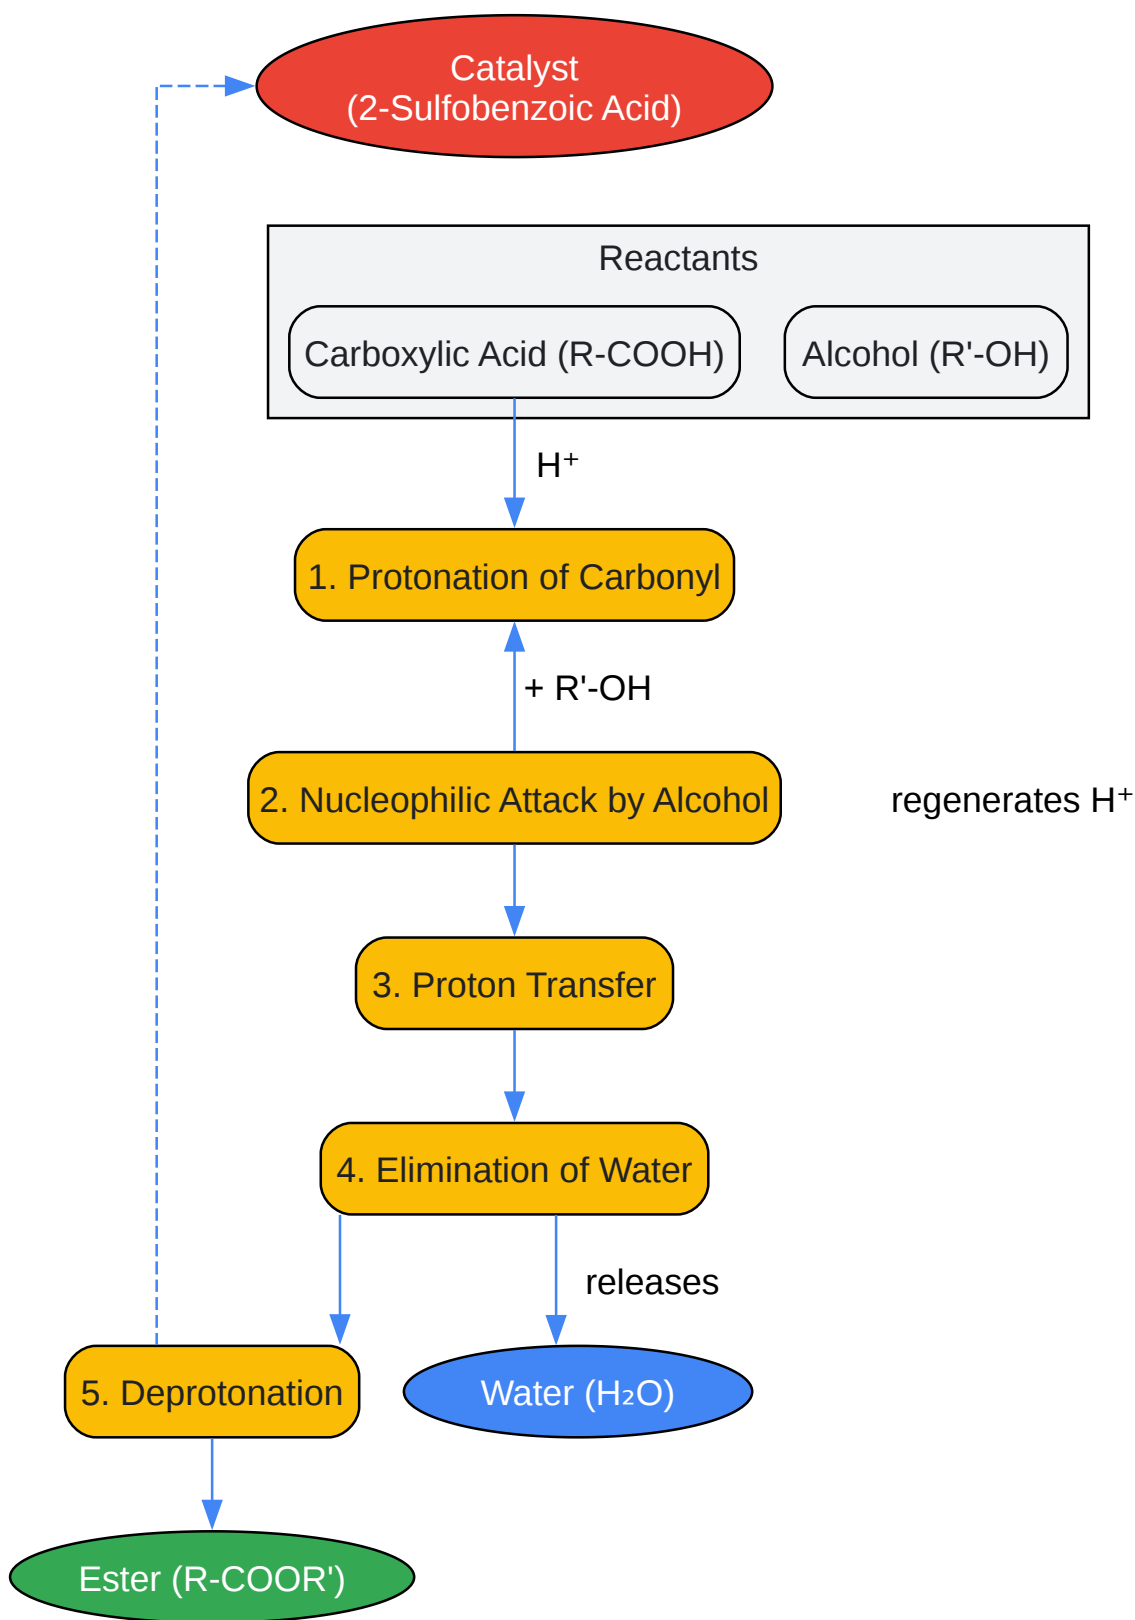 Catalyst
(2-Sulfobenzoic Acid)
Reactants
Carboxylic Acid (R-COOH)
Alcohol (R'-OH)
H⁺
1. Protonation of Carbonyl
+ R'-OH
2. Nucleophilic Attack by Alcohol
regenerates H⁺
3. Proton Transfer
4. Elimination of Water
releases
5. Deprotonation
Water (H₂O)
Ester (R-COOR')